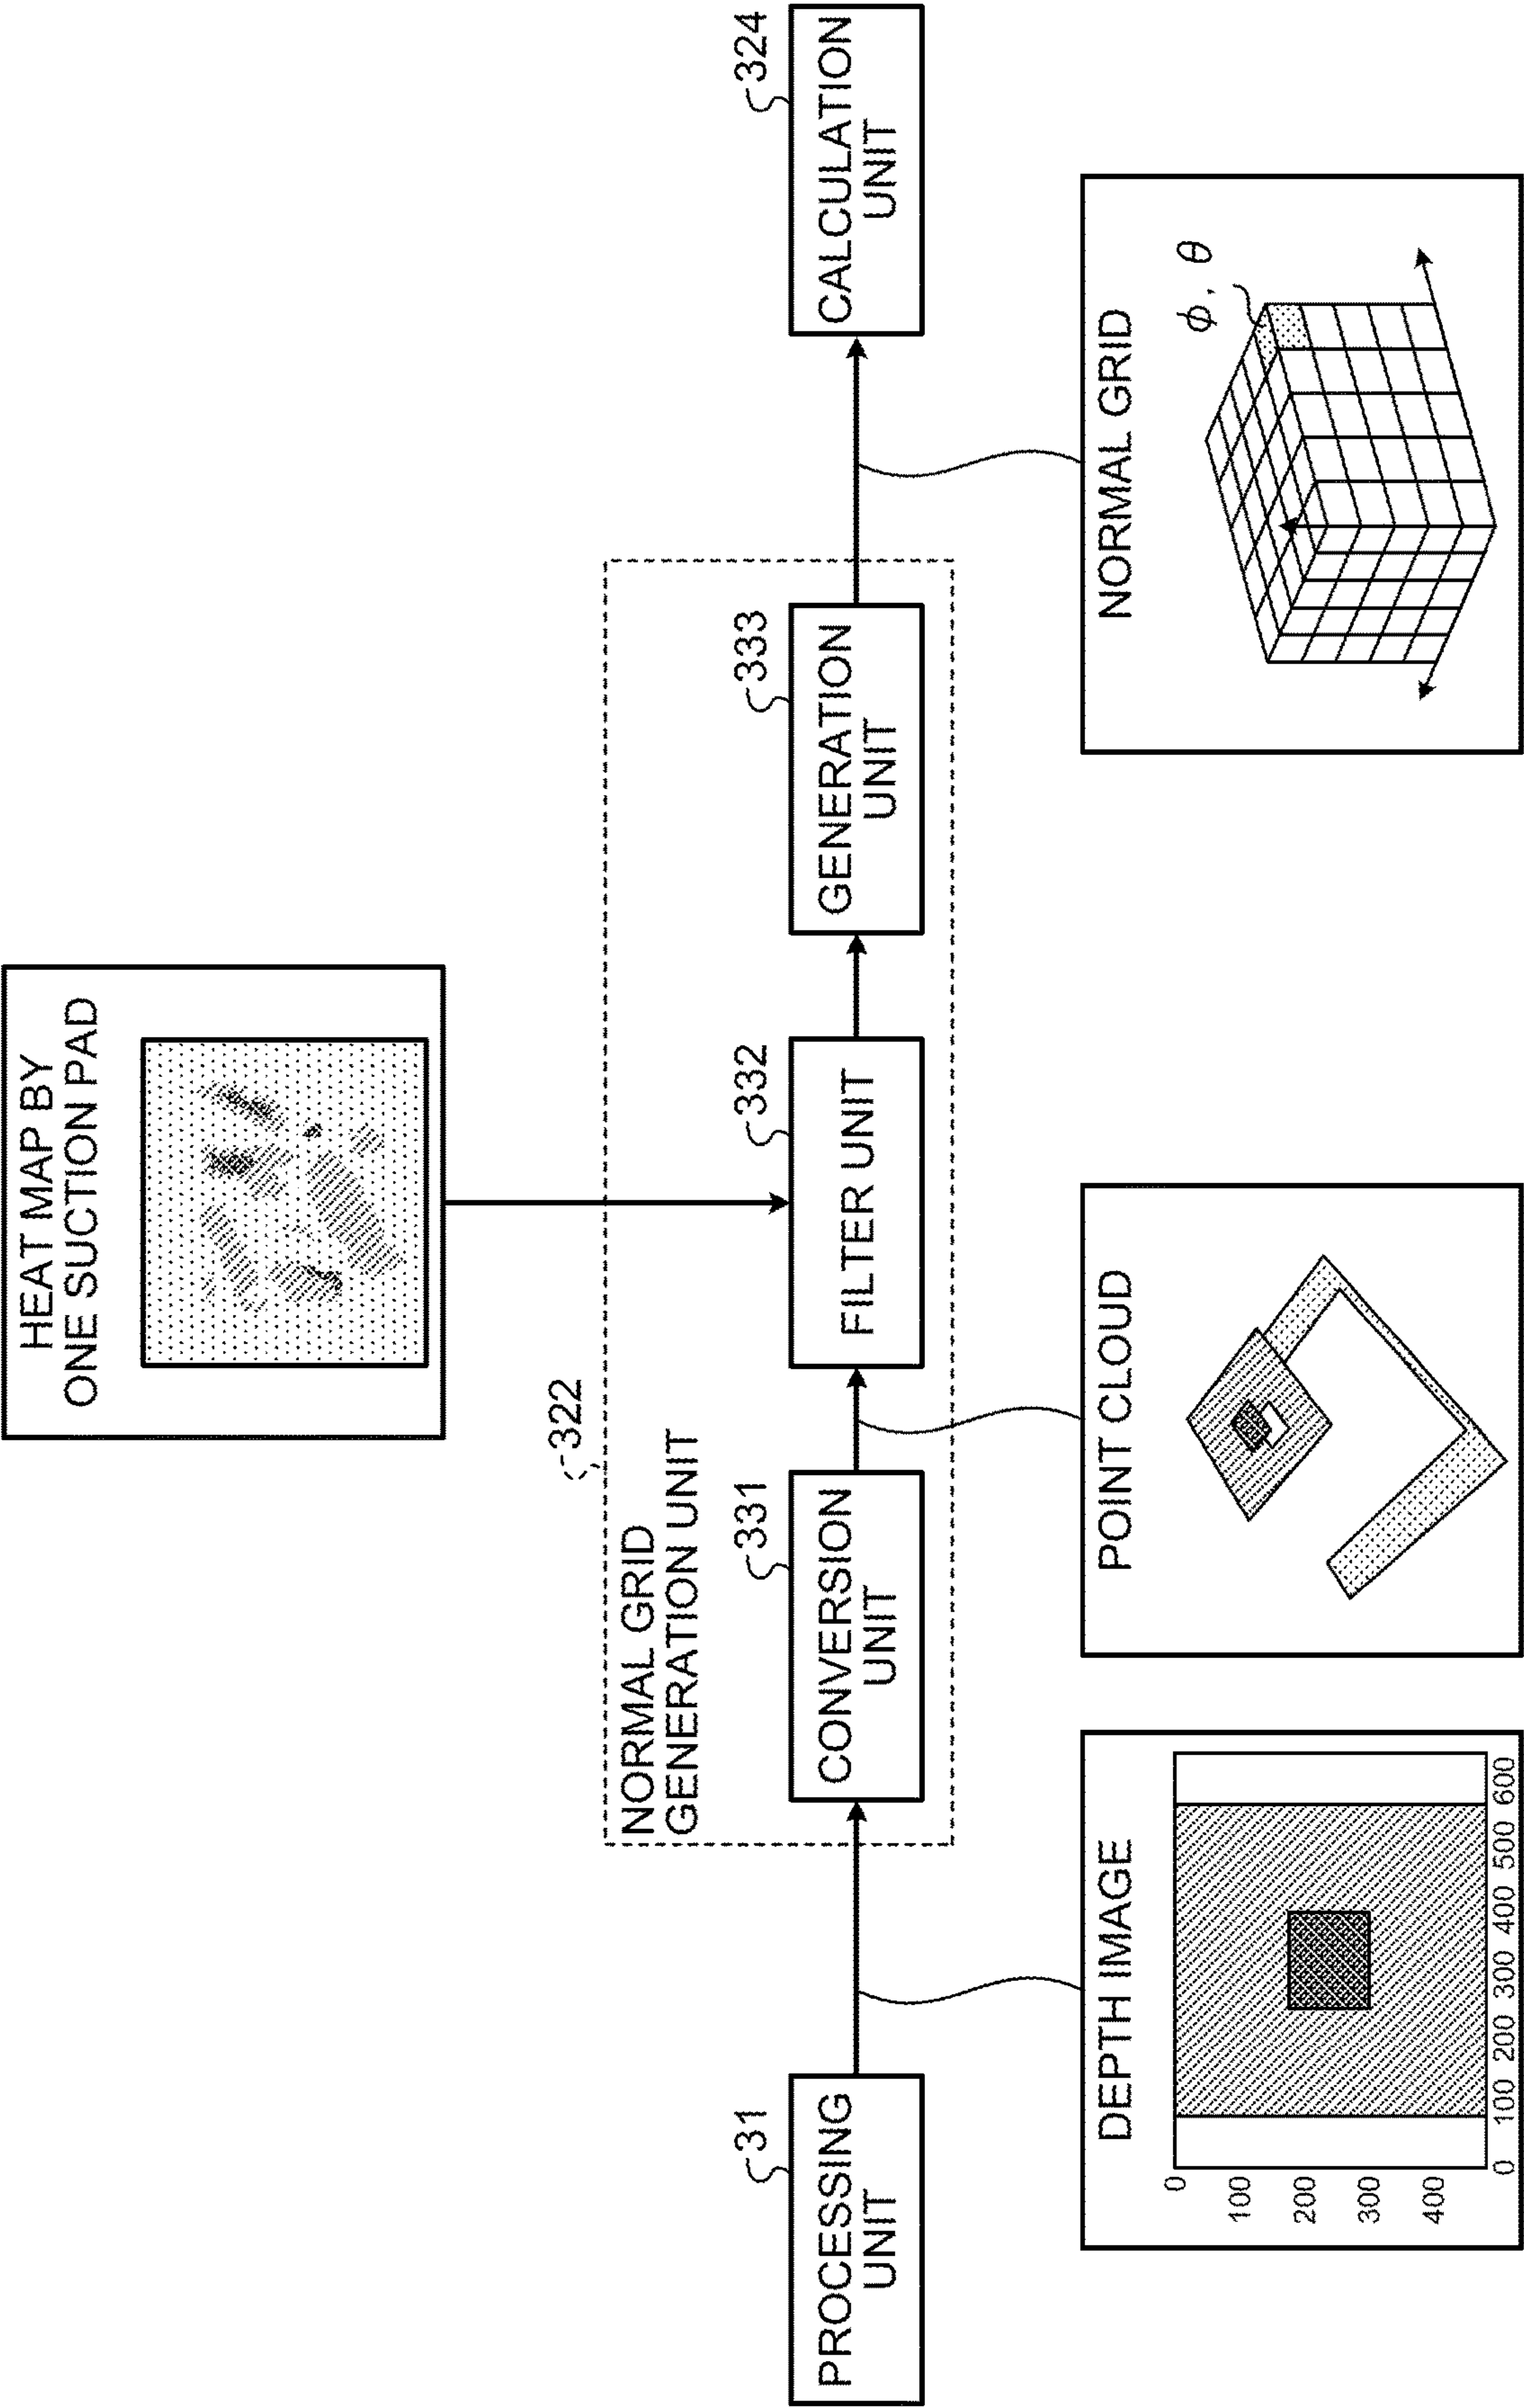 HEAT MAP BY
ONE SUCTION PAD
322
NORMAL GRID
GENERATION UNIT
31
PROCESSING
UNIT
331
CONVERSION
UNIT
332
FILTER UNIT
333
GENERATION
UNIT
324
CALCULATION
UNIT
DEPTH IMAGE
0
100
200
300
400
0 100 200 300 400 500 600
POINT CLOUD
NORMAL GRID
ϕ, θ